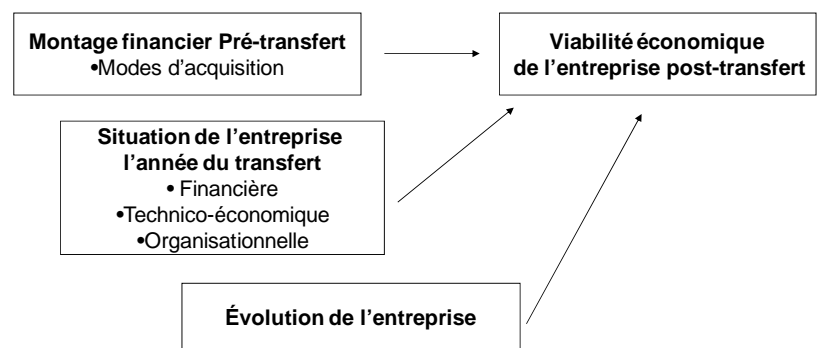 Montage financier Pré-transfert
•Modes d'acquisition
Viabilité économique
de l'entreprise post-transfert
Situation de l'entreprise
l'année du transfert
• Financière
•Technico-économique
•Organisationnelle
Évolution de l'entreprise